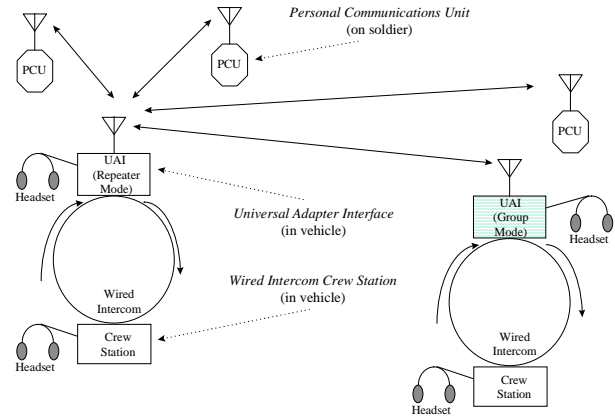 Personal Communications Unit
(on soldier)
PCU
PCU
PCU
UAI
(Repeater
Mode)
Headset
Universal Adapter Interface
(in vehicle)
UAI
(Group
Mode)
Headset
Wired Intercom Crew Station
(in vehicle)
Wired
Intercom
Crew
Station
Headset
Wired
Intercom
Crew
Station
Headset